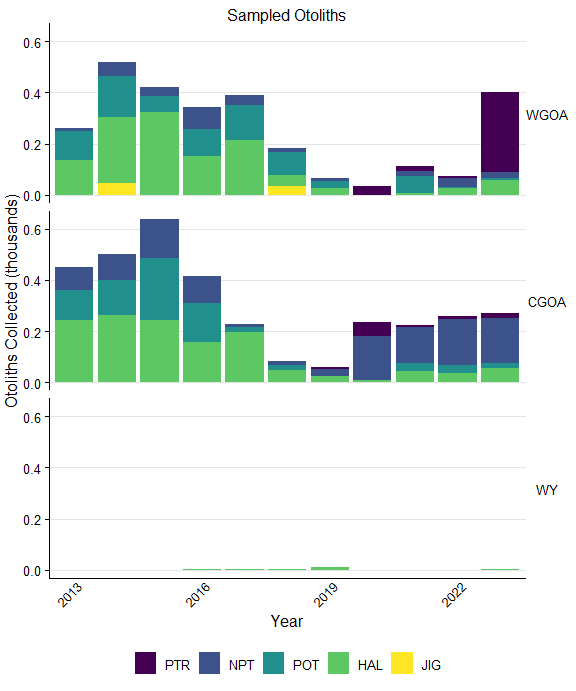 Sampled Otoliths
Otoliths Collected (thousands)
0.6
0.4
0.2
0.0
WGOA
0.6
0.4
0.2
0.0
CGOA
0.6
0.4
0.2
0.0
WY
2013 2016 2019 2022
Year
PTR NPT POT HAL JIG